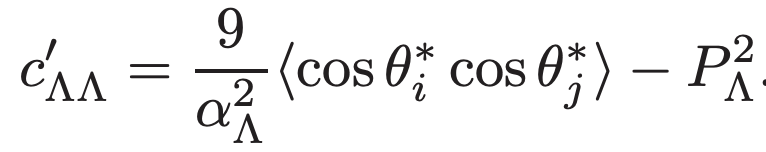 c′_{ΛΛ} = \frac{9}{α_Λ^2} ⟨cos θ_i^* cos θ_j^*⟩ − P_Λ^2.